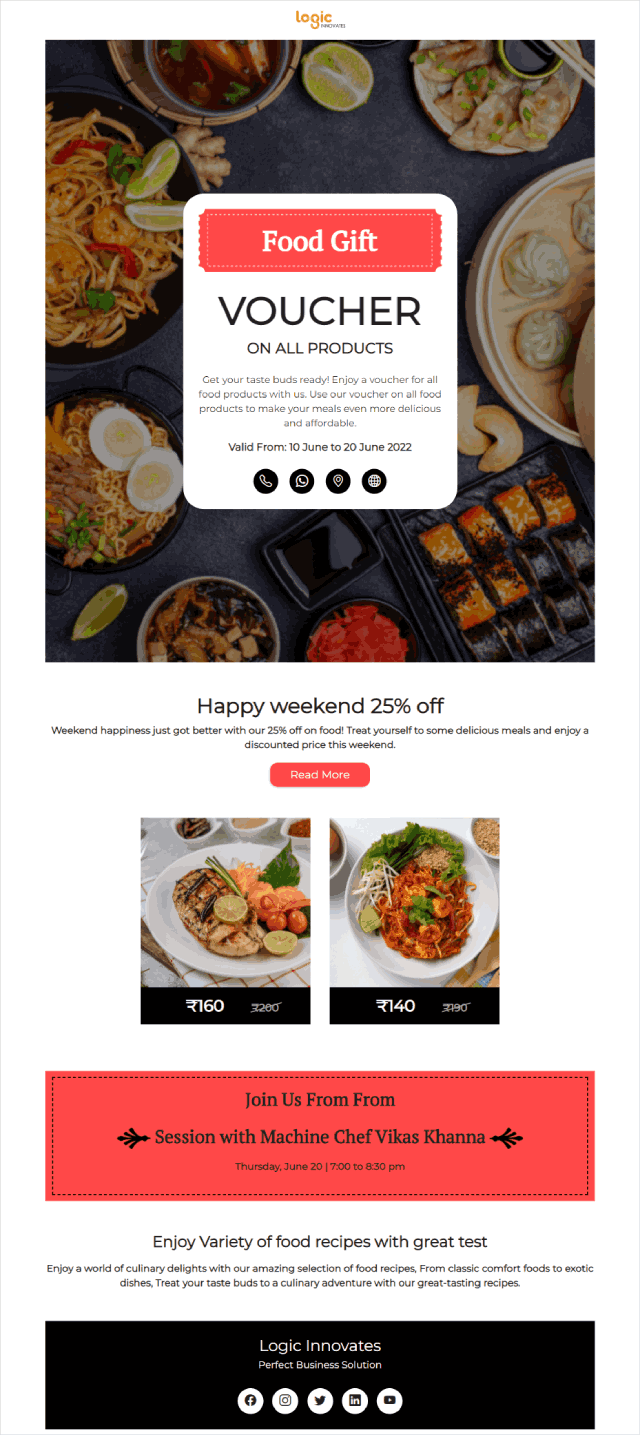 logic
INNOVATES
Food Gift
VOUCHER
ON ALL PRODUCTS
Get your taste buds ready! Enjoy a voucher for all
food products with us. Use our voucher on all food
products to make your meals even more delicious
and affordable.
Valid From: 10 June to 20 June 2022
Happy weekend 25% off
Weekend happiness just got better with our 25% off on food! Treat yourself to some delicious meals and enjoy a
discounted price this weekend.
Read More
₹160 ₹200
₹140 ₹190
Join Us From From
Session with Machine Chef Vikas Khanna
Thursday, June 20 | 7:00 to 8:30 pm
Enjoy Variety of food recipes with great test
Enjoy a world of culinary delights with our amazing selection of food recipes, From classic comfort foods to exotic
dishes, Treat your taste buds to a culinary adventure with our great-tasting recipes.
Logic Innovates
Perfect Business Solution